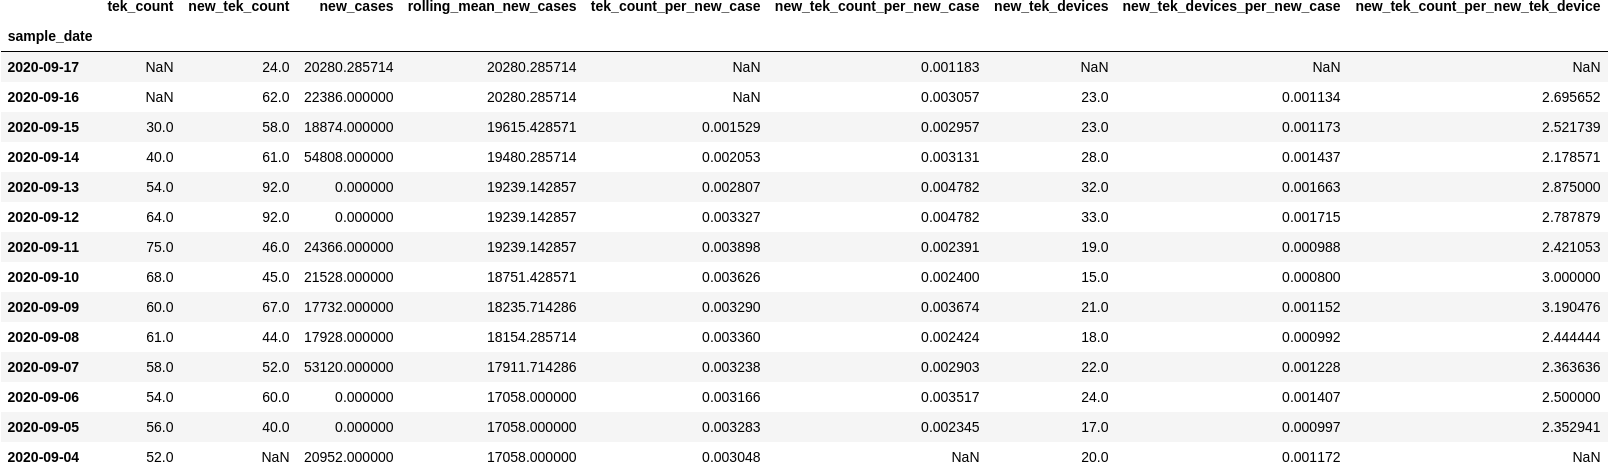 tek_count new_tek_count new_cases rolling_mean_new_cases tek_count_per_new_case new_tek_count_per_new_case new_tek_devices new_tek_devices_per_new_case new_tek_count_per_new_tek_device
sample_date
2020-09-17 NaN 24.0 20280.285714 20280.285714 NaN 0.001183 NaN NaN NaN
2020-09-16 NaN 62.0 22386.000000 20280.285714 NaN 0.003057 23.0 0.001134 2.695652
2020-09-15 30.0 58.0 18874.000000 19615.428571 0.001529 0.002957 23.0 0.001173 2.521739
2020-09-14 40.0 61.0 54808.000000 19480.285714 0.002053 0.003131 28.0 0.001437 2.178571
2020-09-13 54.0 92.0 0.000000 19239.142857 0.002807 0.004782 32.0 0.001663 2.875000
2020-09-12 64.0 92.0 0.000000 19239.142857 0.003327 0.004782 33.0 0.001715 2.787879
2020-09-11 75.0 46.0 24366.000000 19239.142857 0.003898 0.002391 19.0 0.000988 2.421053
2020-09-10 68.0 45.0 21528.000000 18751.428571 0.003626 0.002400 15.0 0.000800 3.000000
2020-09-09 60.0 67.0 17732.000000 18235.714286 0.003290 0.003674 21.0 0.001152 3.190476
2020-09-08 61.0 44.0 17928.000000 18154.285714 0.003360 0.002424 18.0 0.000992 2.444444
2020-09-07 58.0 52.0 53120.000000 17911.714286 0.003238 0.002903 22.0 0.001228 2.363636
2020-09-06 54.0 60.0 0.000000 17058.000000 0.003166 0.003517 24.0 0.001407 2.500000
2020-09-05 56.0 40.0 0.000000 17058.000000 0.003283 0.002345 17.0 0.000997 2.352941
2020-09-04 52.0 NaN 20952.000000 17058.000000 0.003048 NaN 20.0 0.001172 NaN